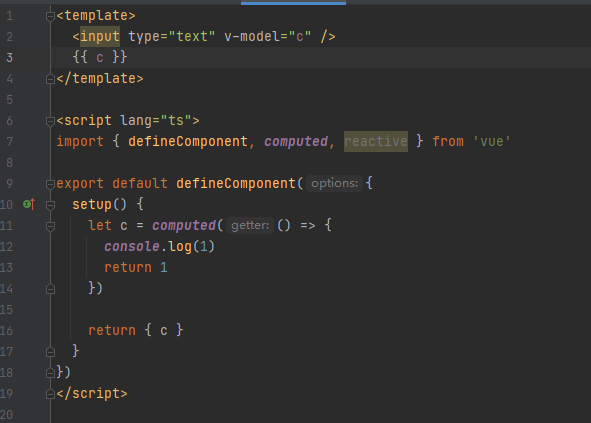 1 <template>
2   <input type="text" v-model="c" />
3   {{ c }}
4 </template>
5
6 <script lang="ts">
7 import { defineComponent, computed, reactive } from 'vue'
8
9 export default defineComponent( options: {
10   setup() {
11     let c = computed( getter: () => {
12       console.log(1)
13       return 1
14     })
15
16     return { c }
17   }
18 })
19 </script>
20